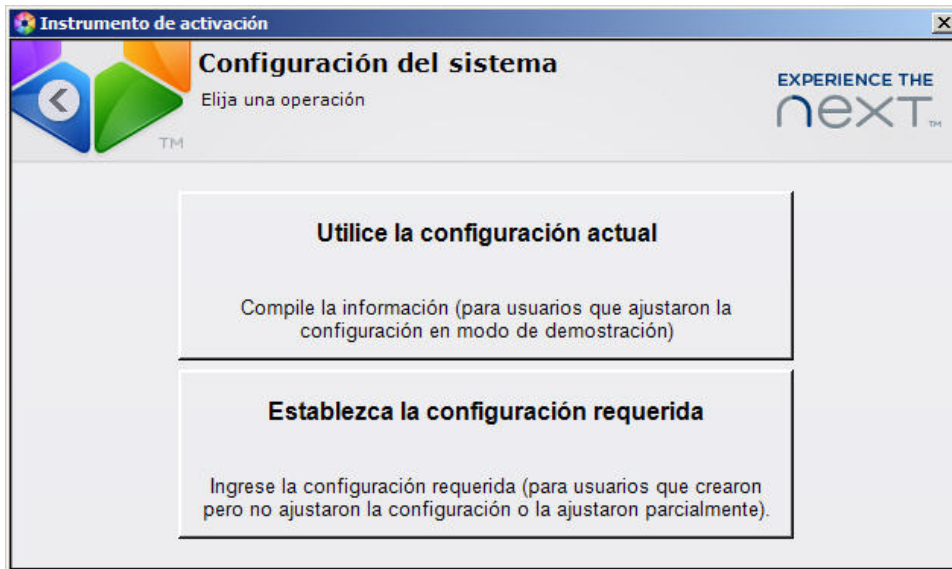 Instrumento de activación
Configuración del sistema
Elija una operación
EXPERIENCE THE
next™
TM
Utilice la configuración actual
Compile la información (para usuarios que ajustaron la
configuración en modo de demostración)
Establezca la configuración requerida
Ingrese la configuración requerida (para usuarios que crearon
pero no ajustaron la configuración o la ajustaron parcialmente).